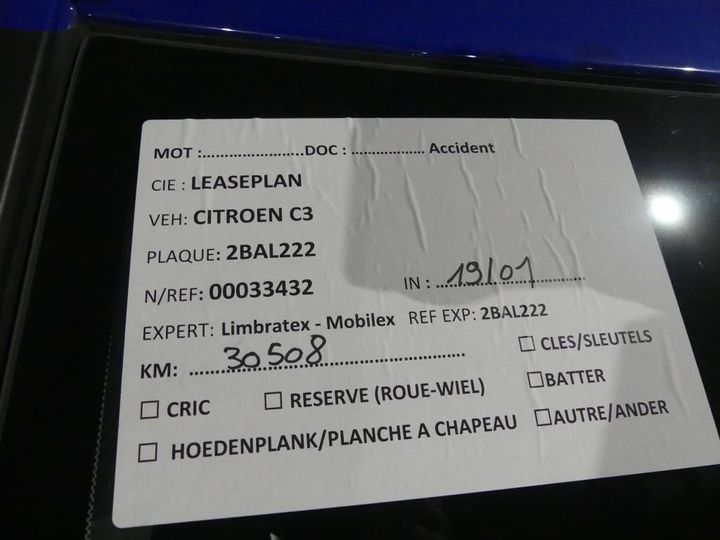 MOT :........................DOC : .................. Accident
CIE : LEASEPLAN
VEH: CITROEN C3
PLAQUE: 2BAL222
N/REF: 00033432 IN : 19/01
EXPERT: Limbratex - Mobilex REF EXP: 2BAL222
KM: 30508 ☐ CLES/SLEUTELS
☐ CRIC ☐ RESERVE (ROUE-WIEL) ☐BATTER
☐ HOEDENPLANK/PLANCHE A CHAPEAU ☐AUTRE/ANDER